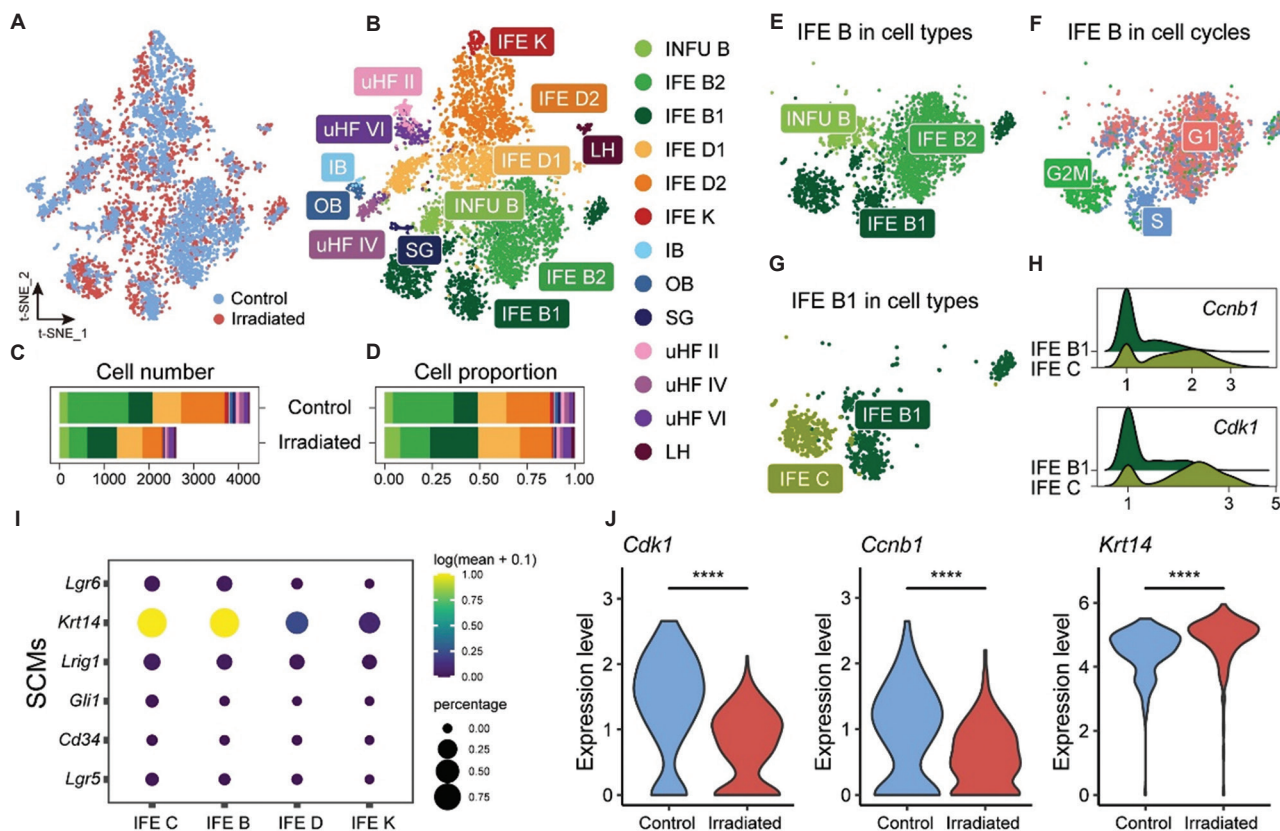 A
t-SNE_2
t-SNE_1
Control
Irradiated
B
IFE K
uHF II
IFE D2
uHF VI
LH
IB
IFE D1
OB
INFU B
uHF IV
SG
IFE B2
IFE B1
INFU B
IFE B2
IFE B1
IFE D1
IFE D2
IFE K
IB
OB
SG
uHF II
uHF IV
uHF VI
LH
C
Cell number
0 1000 2000 3000 4000
Control
Irradiated
D
Cell proportion
0.00 0.25 0.50 0.75 1.00
E
IFE B in cell types
INFU B
IFE B2
IFE B1
F
IFE B in cell cycles
G1
G2M
S
G
IFE B1 in cell types
IFE B1
IFE C
H
Ccnb1
IFE B1
IFE C
1 2 3
Cdk1
IFE B1
IFE C
1 3 5
I
SCMs
Lgr6
Krt14
Lrig1
Gli1
Cd34
Lgr5
IFE C IFE B IFE D IFE K
log(mean + 0.1)
1.00
0.75
0.50
0.25
0.00
percentage
0.00
0.25
0.50
0.75
J
Cdk1
****
Expression level
3
2
1
0
Control Irradiated
Ccnb1
****
Expression level
3
2
1
0
Control Irradiated
Krt14
****
Expression level
6
4
2
0
Control Irradiated